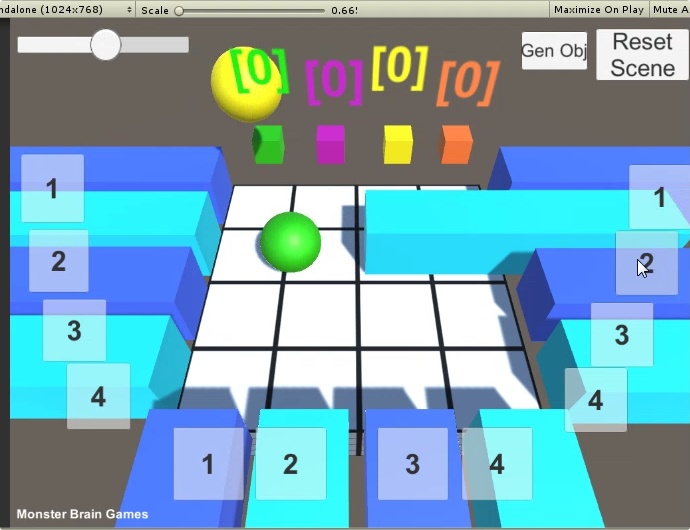 ndalone (1024x768) Scale 0.66 Maximize On Play Mute A
Gen Obj
Reset
Scene
[0] [0] [0] [0]
1
2
3
4
1
2
3
4
1 2 3 4
Monster Brain Games